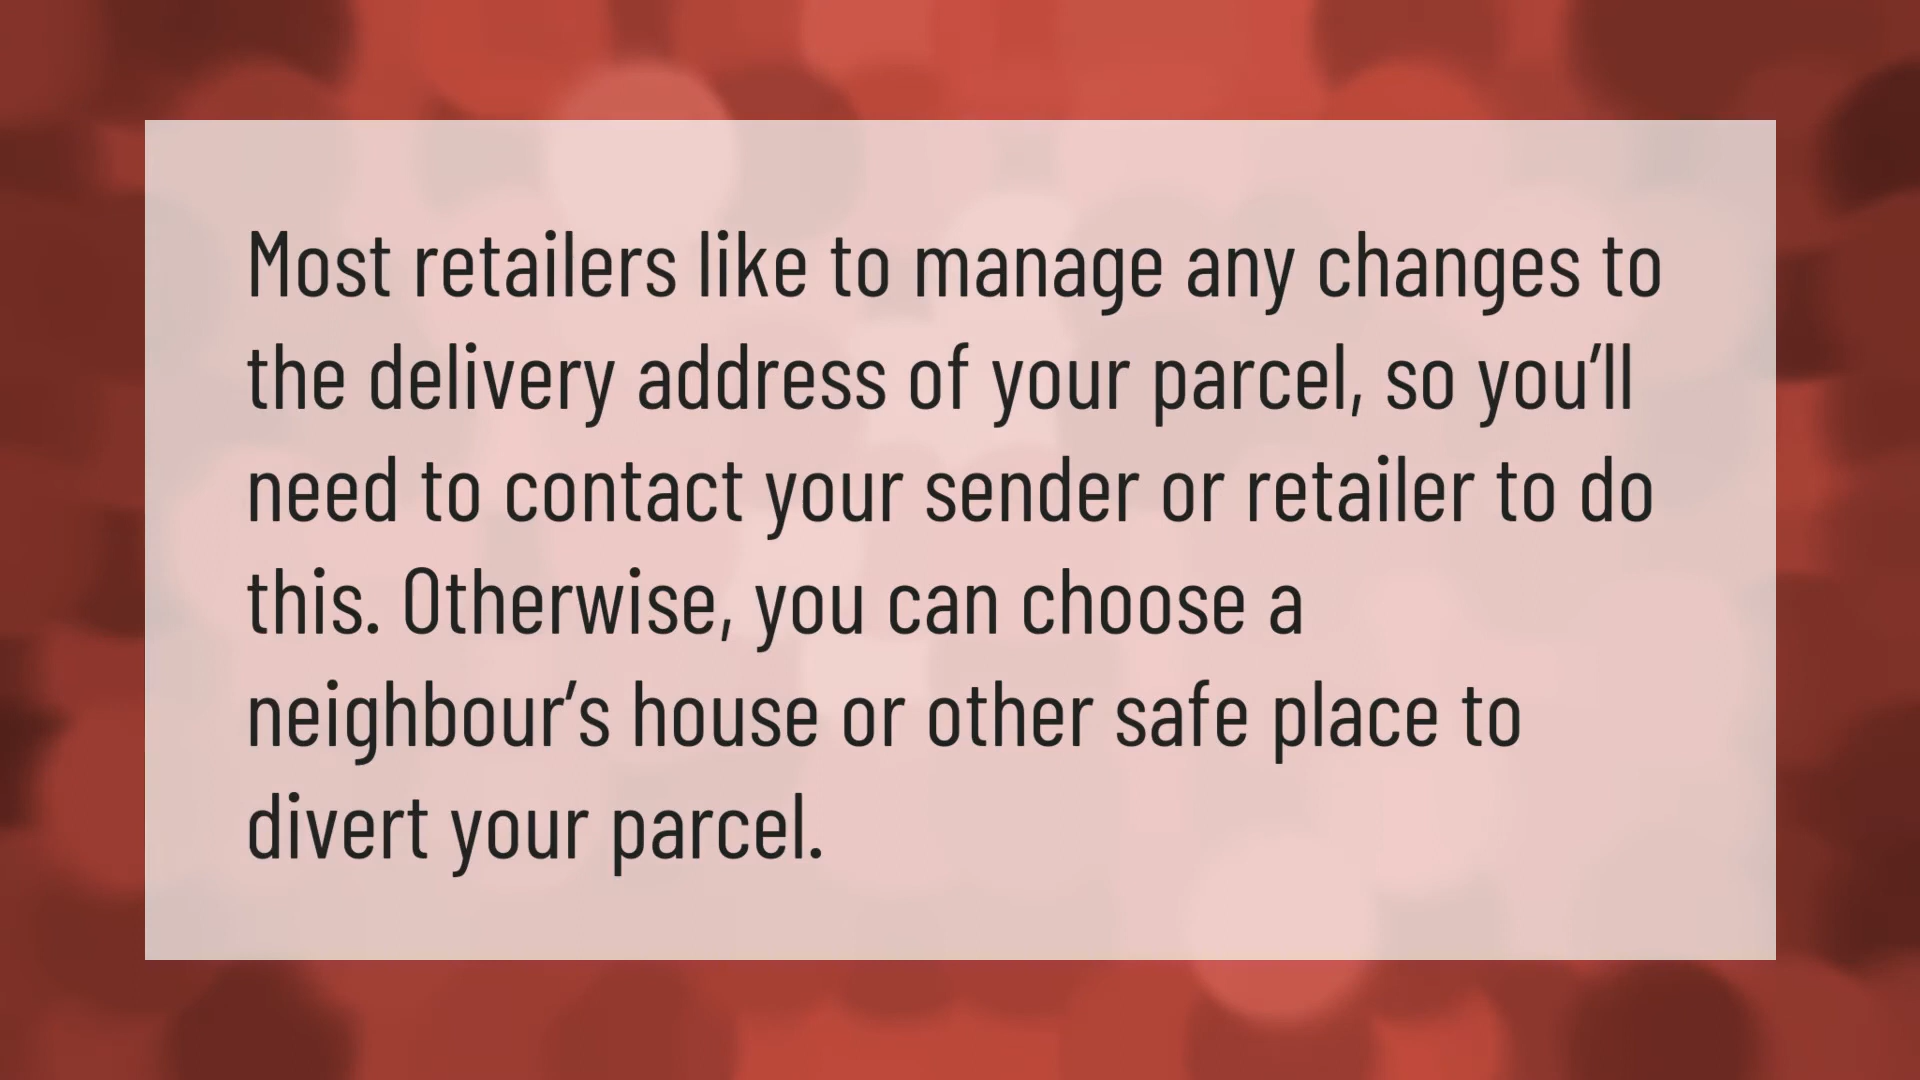 Most retailers like to manage any changes to
the delivery address of your parcel, so you’ll
need to contact your sender or retailer to do
this. Otherwise, you can choose a
neighbour’s house or other safe place to
divert your parcel.